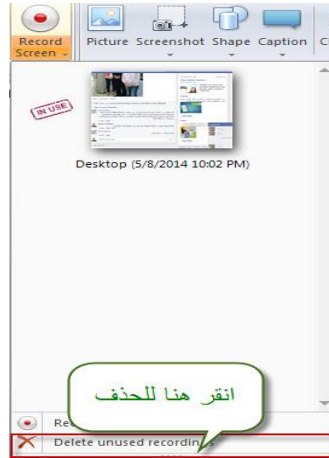 Record Screen
Picture
Screenshot
Shape
Caption
IN USE
Desktop (5/8/2014 10:02 PM)
انقر هنا للحذف
Delete unused recordings